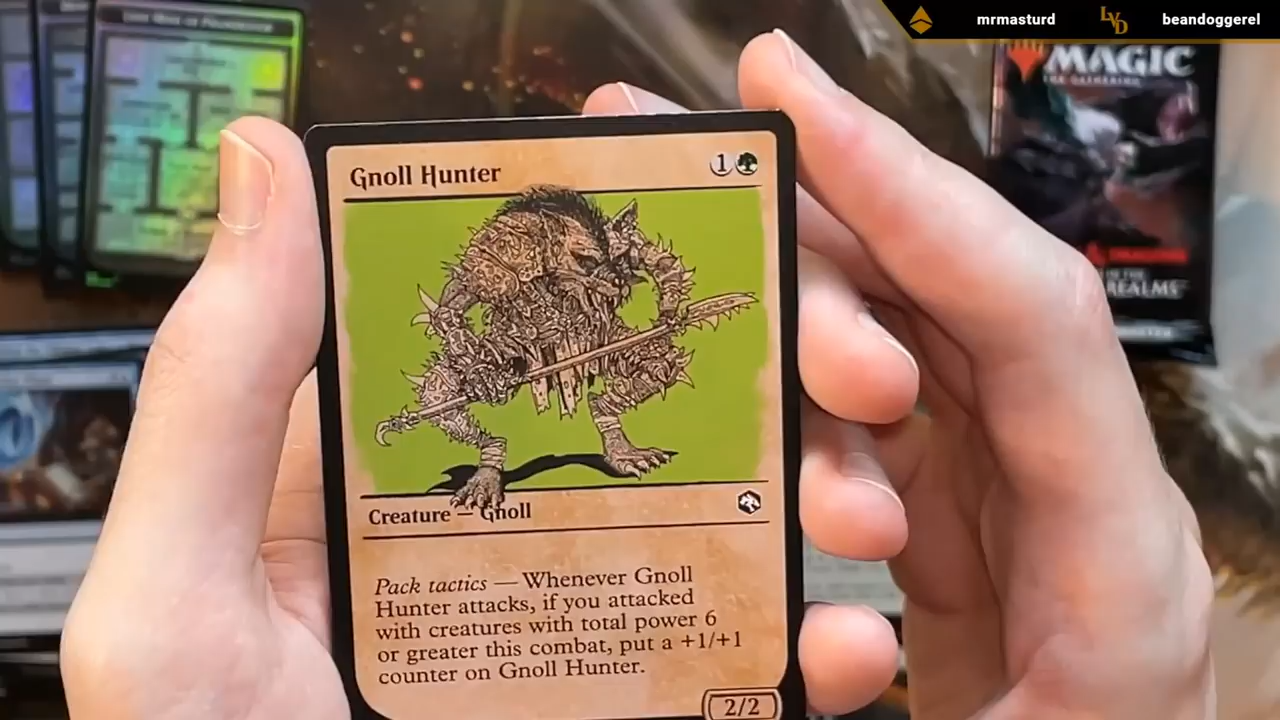 mrmasturd
LVD
beandoggerel
MAGIC
THE GATHERING
Gnoll Hunter
1
REALMS
Creature — Gnoll
Pack tactics — Whenever Gnoll
Hunter attacks, if you attacked
with creatures with total power 6
or greater this combat, put a +1/+1
counter on Gnoll Hunter.
2/2